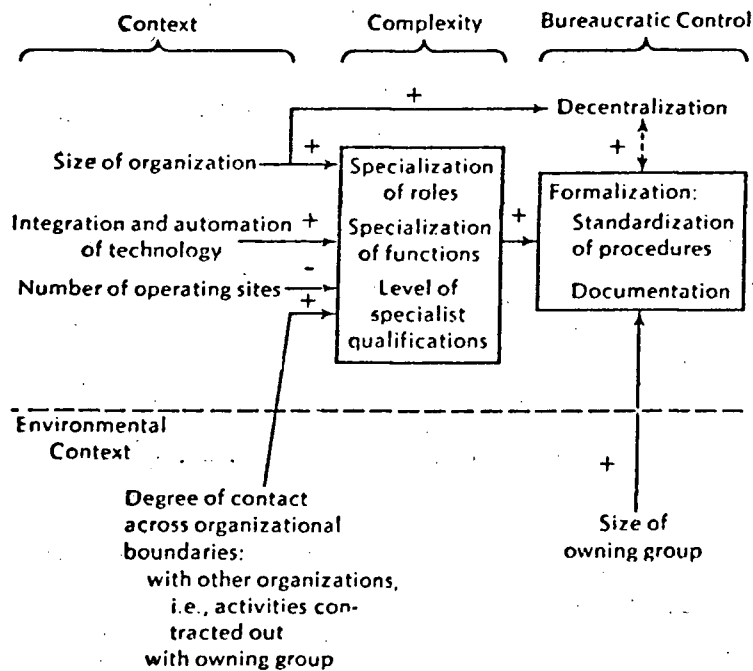 Context
Complexity
Bureaucratic Control
+
Decentralization
+
Size of organization
+
Specialization
of roles
Specialization
of functions
Level of
specialist
qualifications
+
Formalization:
Standardization
of procedures
Documentation
Integration and automation
of technology
+
Number of operating sites
-
+
Environmental
Context
Degree of contact
across organizational
boundaries:
with other organizations,
i.e., activities con-
tracted out
with owning group
+
Size of
owning group